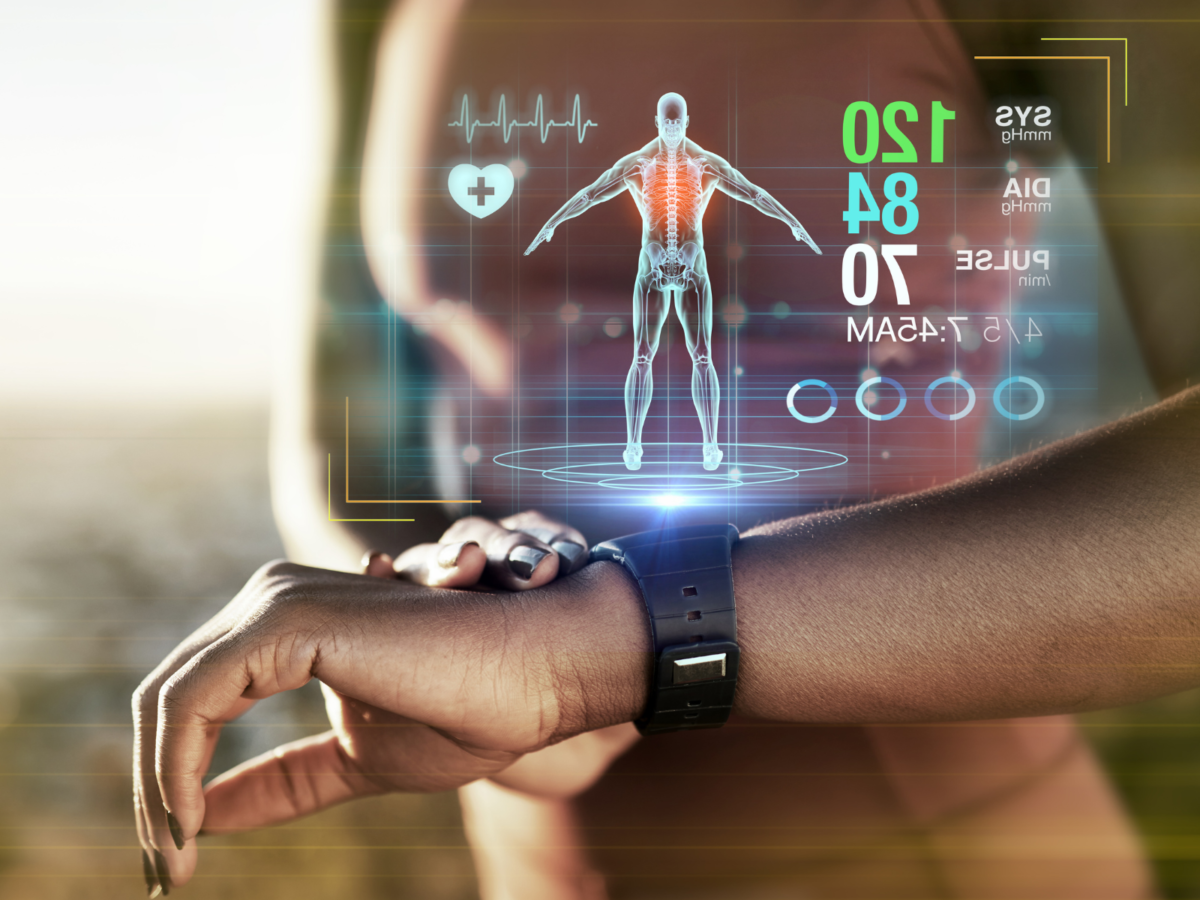 SYS 120
mmHg
DIA 84
mmHg
PULSE 70
/min
4/5 7:45AM